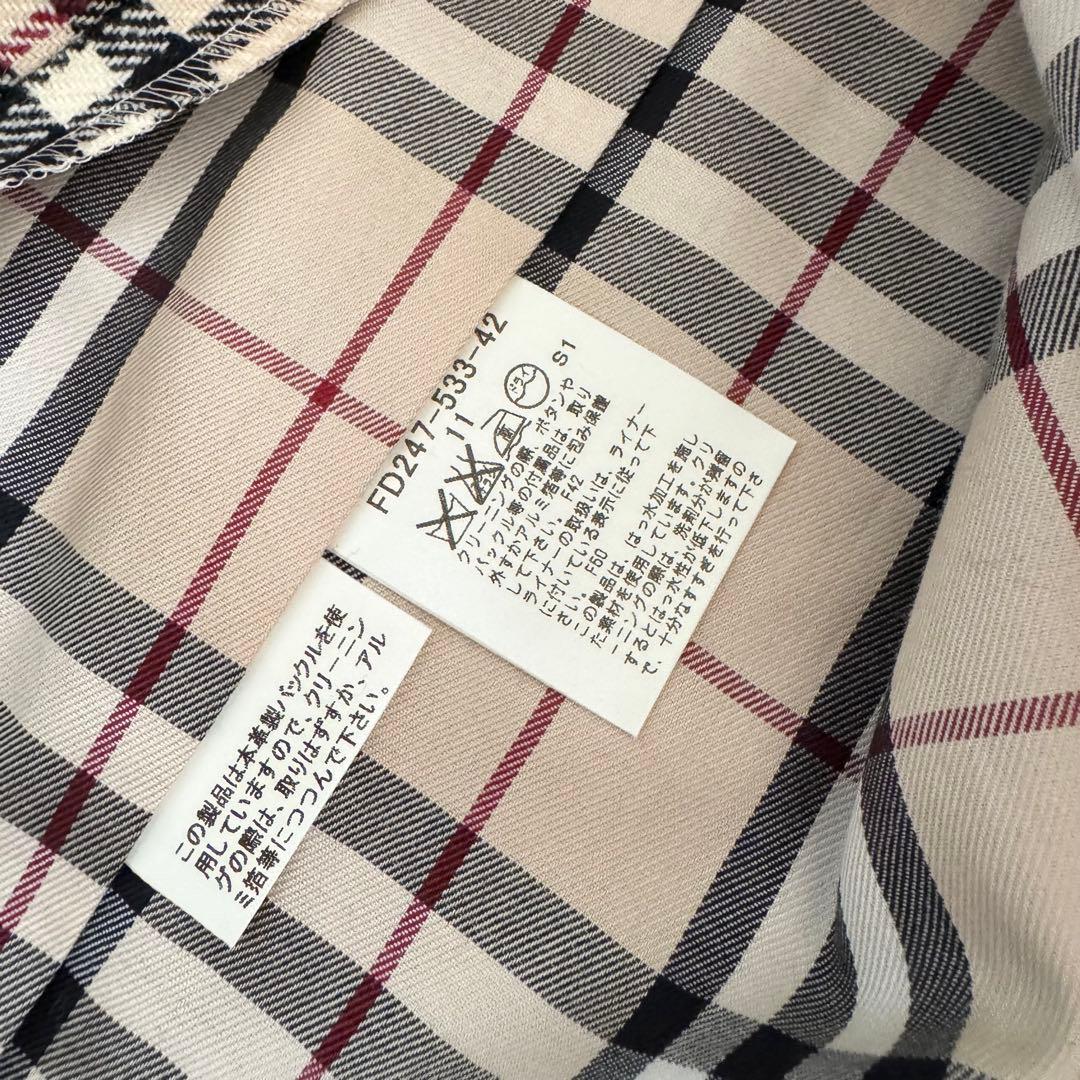 FD247-533-42
11 S1
ドライ
クリーニングの際、ボタンや
バックル等の付属品は、取り
外すかアルミ箔等に包み保護
して下さい。 F42
ライナーの取扱いは、ライナー
に付いている表示に従って下
さい。 F60
この製品は、はっ水加工を施し
た素材を使用しています。クリ
ーニングの際は、洗剤分が残留
するとはっ水性が低下しますの
で、十分なすすぎを行って下さ
この製品は本革製バックルを使
用していますので、クリーニン
グの際は、取りはずすか、アル
ミ箔等につつんで下さい。